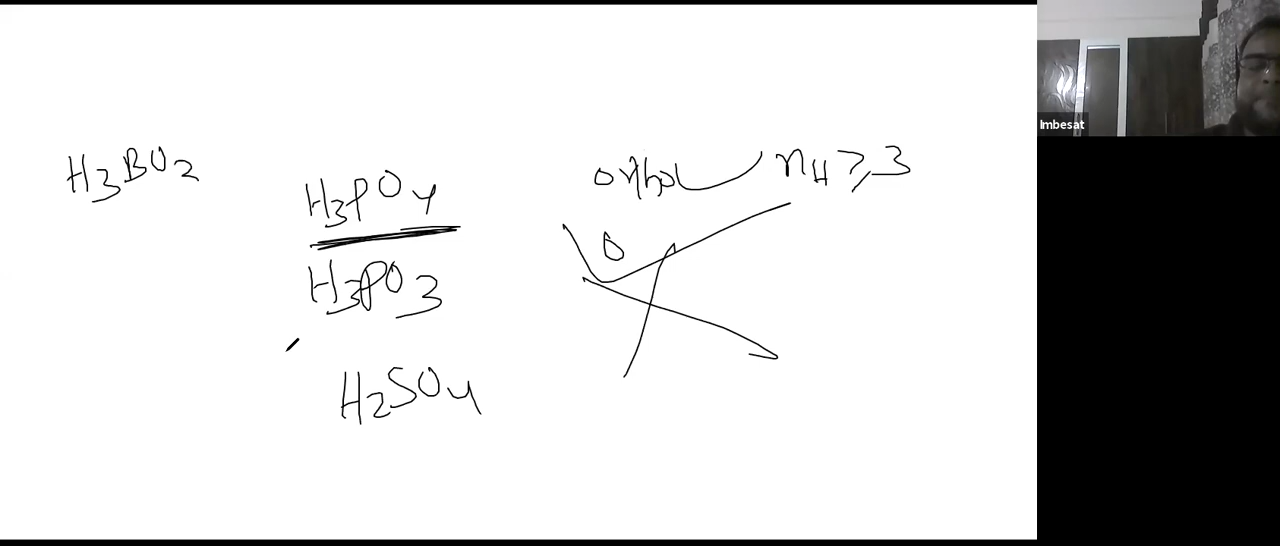 H3BO2
H3PO4
H3PO3
H2SO4
ortho
nH ≥ 3
Imbesat